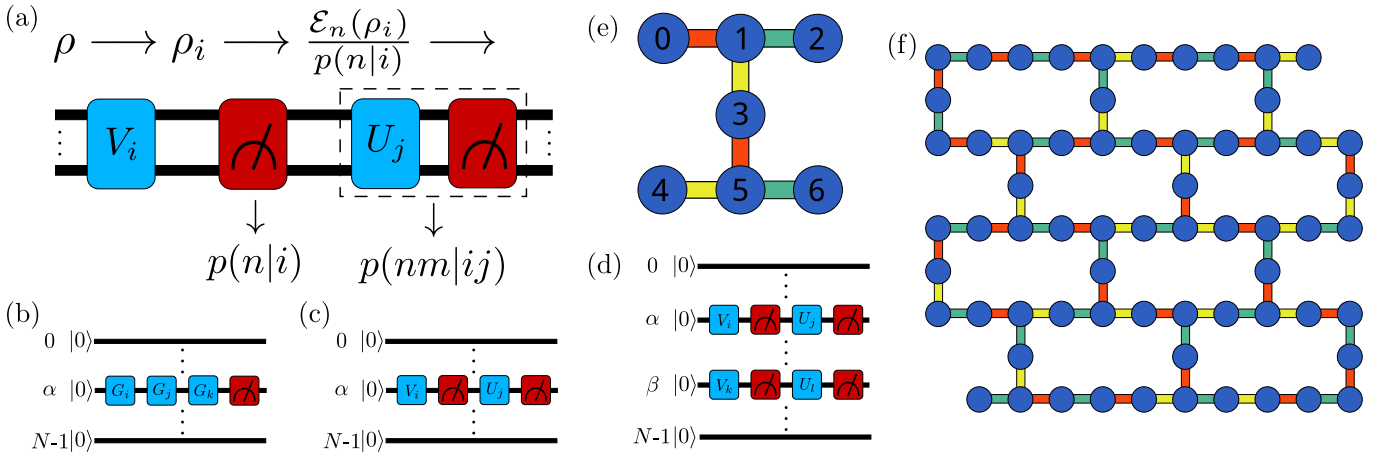 (a)
ρ ⟶ ρ_i ⟶ \frac{ℰ_n(ρ_i)}{p(n|i)} ⟶
V_i U_j
p(n|i) p(nm|ij)
(b)
0 |0⟩
α |0⟩ G_i G_j G_k
N-1 |0⟩
(c)
0 |0⟩
α |0⟩ V_i U_j
N-1 |0⟩
(d)
0 |0⟩
α |0⟩ V_i U_j
β |0⟩ V_k U_l
N-1 |0⟩
(e)
0 1 2
3
4 5 6
(f)